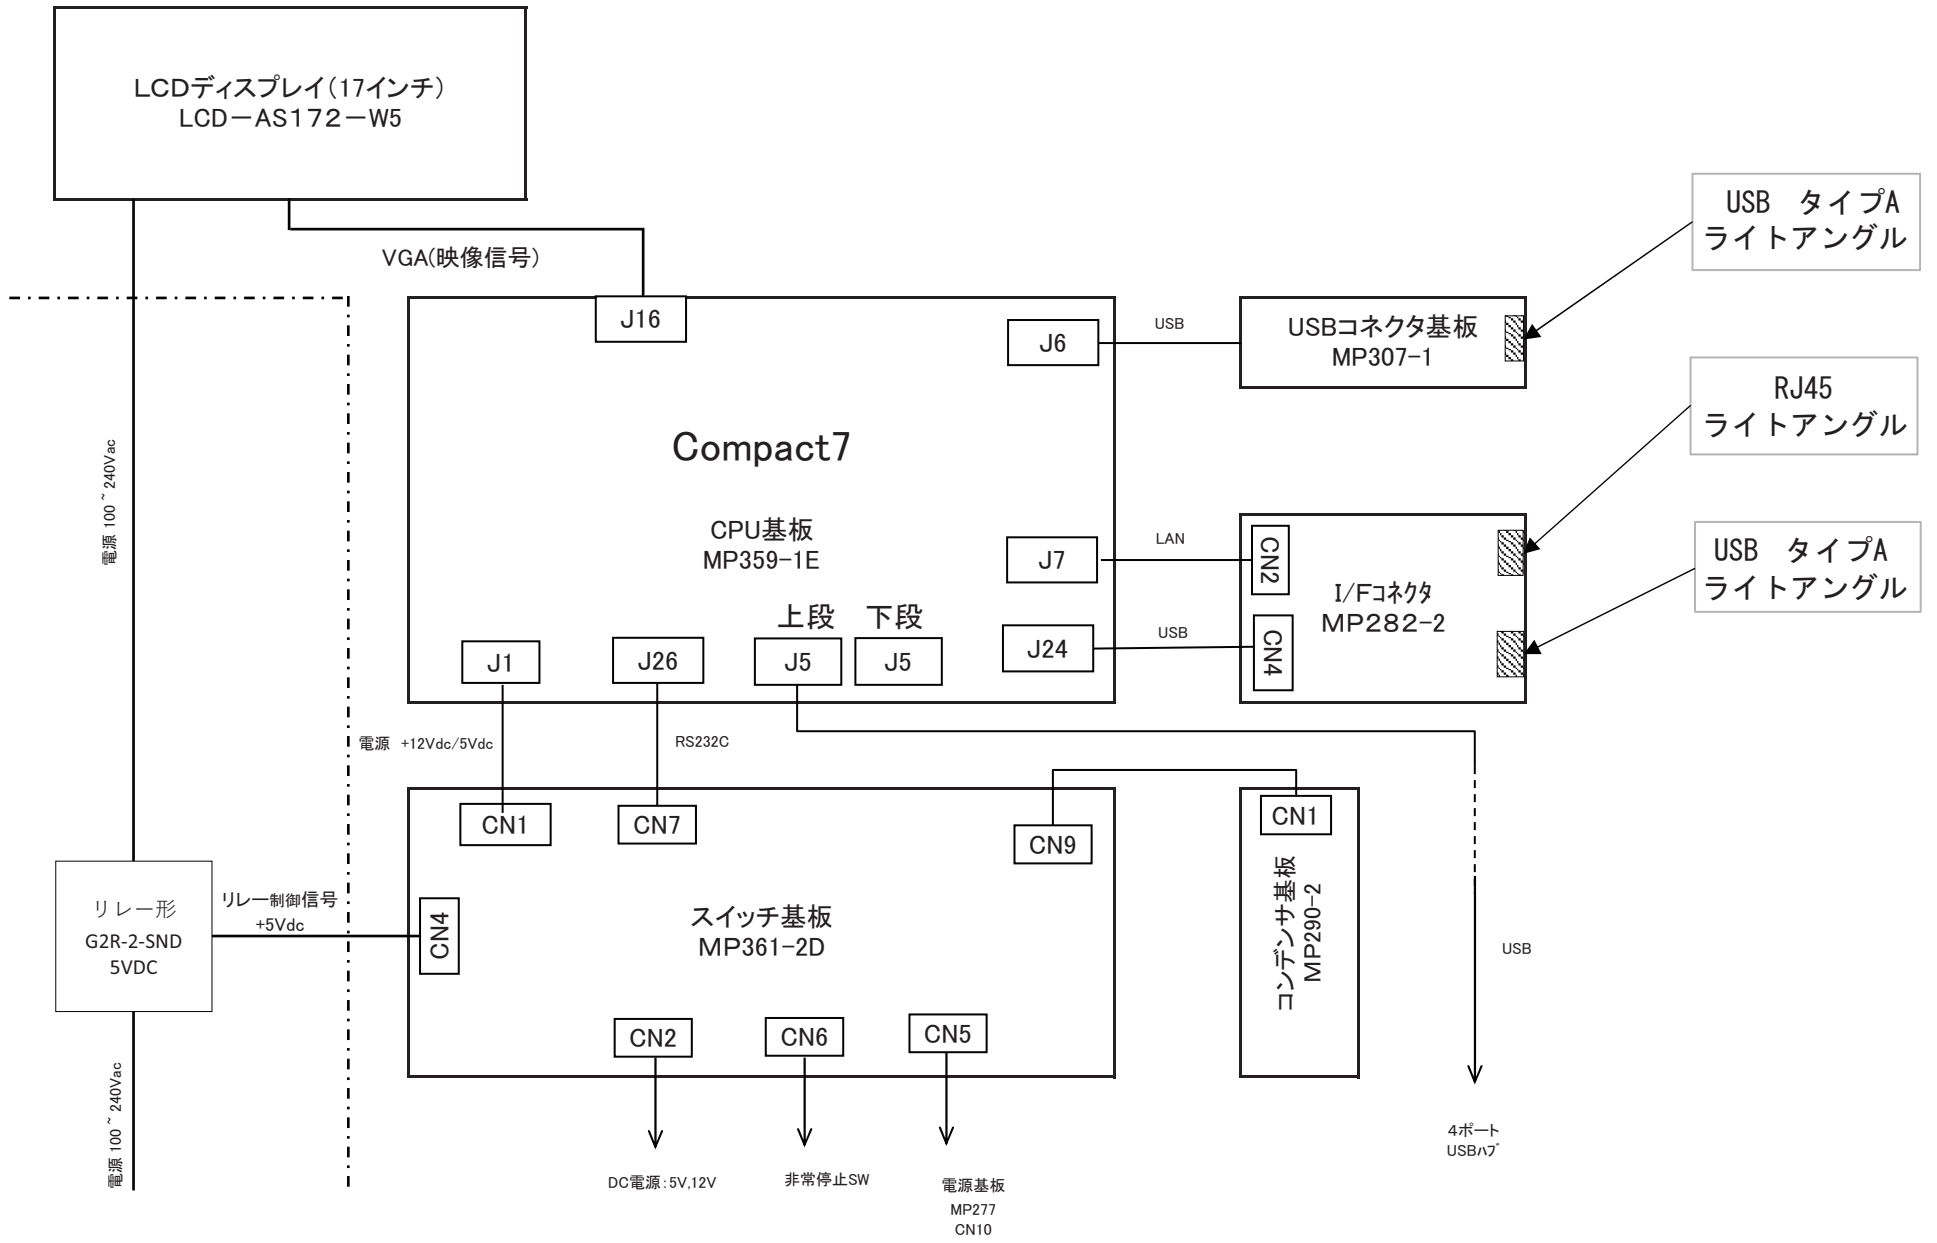 LCDディスプレイ(17インチ)
LCD－AS172－W5
USB　タイプA
ライトアングル
VGA(映像信号)
J16
J6
USB
USBコネクタ基板
MP307-1
RJ45
ライトアングル
Compact7
電源 100 ~ 240Vac
CPU基板
MP359-1E
J7
LAN
CN2
I/Fコネクタ
MP282-2
USB　タイプA
ライトアングル
上段
下段
J1
J26
J5
J5
J24
USB
CN4
電源 +12Vdc/5Vdc
RS232C
CN1
CN7
CN9
CN1
リレー形
G2R-2-SND
5VDC
リレー制御信号
+5Vdc
CN4
スイッチ基板
MP361-2D
コンデンサ基板
MP290-2
USB
CN2
CN6
CN5
電源 100 ~ 240Vac
DC電源:5V,12V
非常停止SW
電源基板
MP277
CN10
4ポート
USBハブ